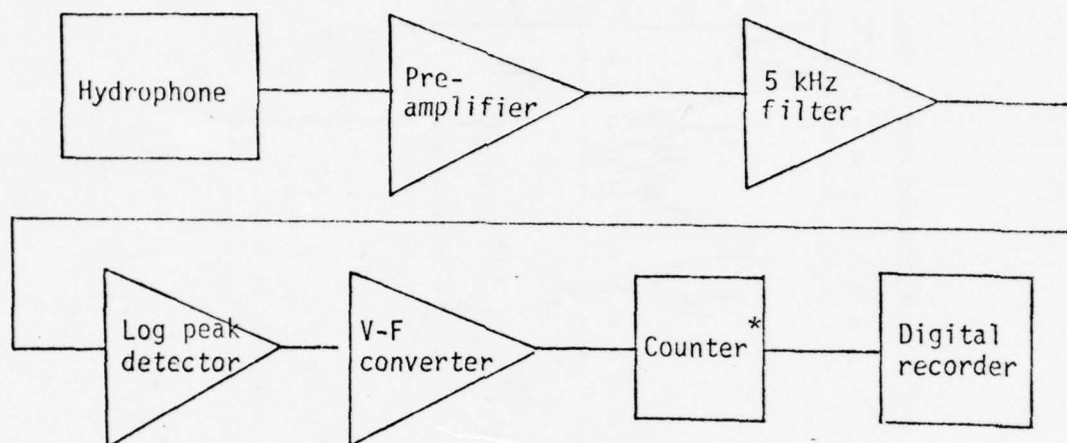 Hydrophone
Pre-
amplifier
5 kHz
filter
Log peak
detector
V-F
converter
Counter*
Digital
recorder